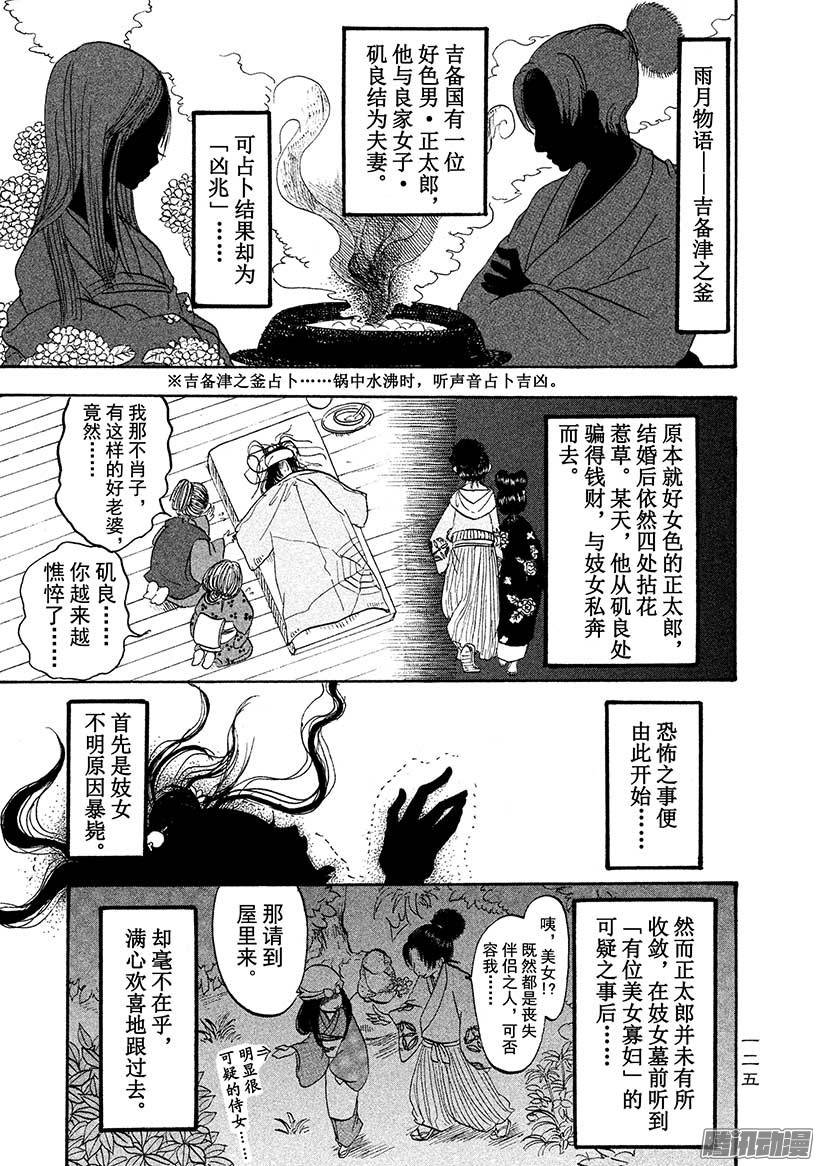 雨月物语——吉备津之釜
吉备国有一位
好色男・正太郎，
他与良家女子・
矶良结为夫妻。
可占卜结果却为
「凶兆」……
※吉备津之釜占卜……锅中水沸时，听声音占卜吉凶。
原本就好女色的正太郎，
结婚后依然四处拈花
惹草。某天，他从矶良处
骗得钱财，与妓女私奔
而去。
我那不肖子，
有这样的好老婆，
竟然……
矶良……
你越来越
憔悴了……
恐怖之事便
由此开始……
首先是妓女
不明原因暴毙。
然而正太郎并未有所
收敛，在妓女墓前听到
「有位美女寡妇」的
可疑之事后……
咦，美女!?
既然都是丧失
伴侣之人，可否
容我……
那请到
屋里来。
明显很
可疑的侍女…
却毫不在乎，
满心欢喜地跟过去。
一二五
腾讯动漫